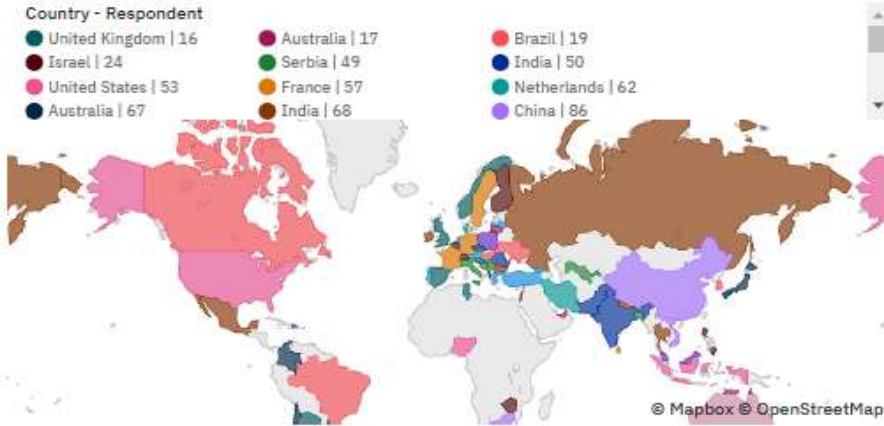 Country - Respondent
United Kingdom | 16
Australia | 17
Brazil | 19
Israel | 24
Serbia | 49
India | 50
United States | 53
France | 57
Netherlands | 62
Australia | 67
India | 68
China | 86
© Mapbox © OpenStreetMap